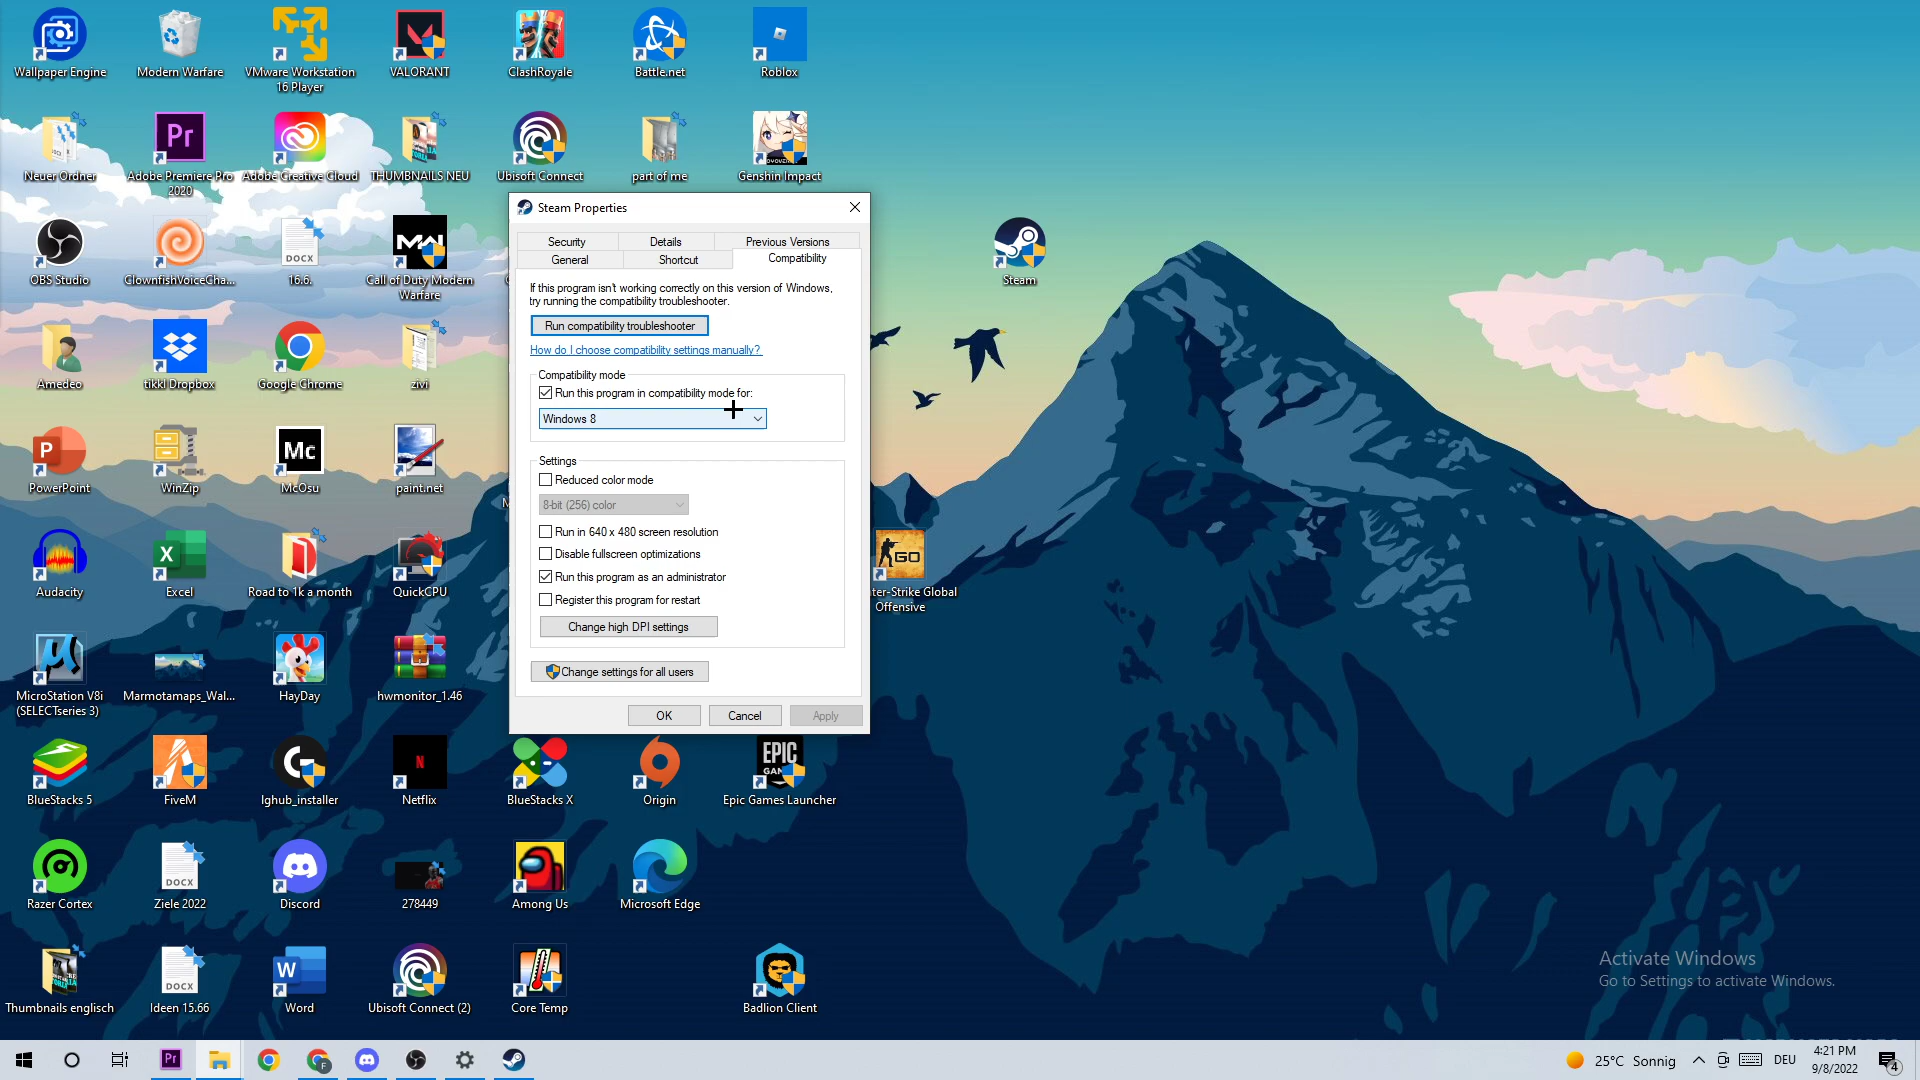 Wallpaper Engine
Modern Warfare
VMware Workstation
16 Player
VALORANT
ClashRoyale
Battle.net
Roblox
Neuer Ordner
Adobe Premiere Pro
2020
Adobe Creative Cloud
THUMBNAILS NEU
Ubisoft Connect
part of me
Genshin Impact
OBS Studio
ClownfishVoiceCha...
16.6.
Call of Duty Modern
Warfare
Steam
Amedeo
tikkl Dropbox
Google Chrome
zivi
PowerPoint
WinZip
McOsu
paint.net
Audacity
Excel
Road to 1k a month
QuickCPU
ter-Strike Global
Offensive
MicroStation V8i
(SELECTseries 3)
Marmotamaps_Wal...
HayDay
hwmonitor_1.46
BlueStacks 5
FiveM
lghub_installer
Netflix
BlueStacks X
Origin
Epic Games Launcher
Razer Cortex
Ziele 2022
Discord
278449
Among Us
Microsoft Edge
Thumbnails englisch
Ideen 15.66
Word
Ubisoft Connect (2)
Core Temp
Badlion Client
Steam Properties
Security
Details
Previous Versions
General
Shortcut
Compatibility
If this program isn't working correctly on this version of Windows,
try running the compatibility troubleshooter.
Run compatibility troubleshooter
How do I choose compatibility settings manually?
Compatibility mode
Run this program in compatibility mode for:
Windows 8
Settings
Reduced color mode
8-bit (256) color
Run in 640 x 480 screen resolution
Disable fullscreen optimizations
Run this program as an administrator
Register this program for restart
Change high DPI settings
Change settings for all users
OK
Cancel
Apply
Activate Windows
Go to Settings to activate Windows.
25°C Sonnig
DEU
4:21 PM
9/8/2022
4